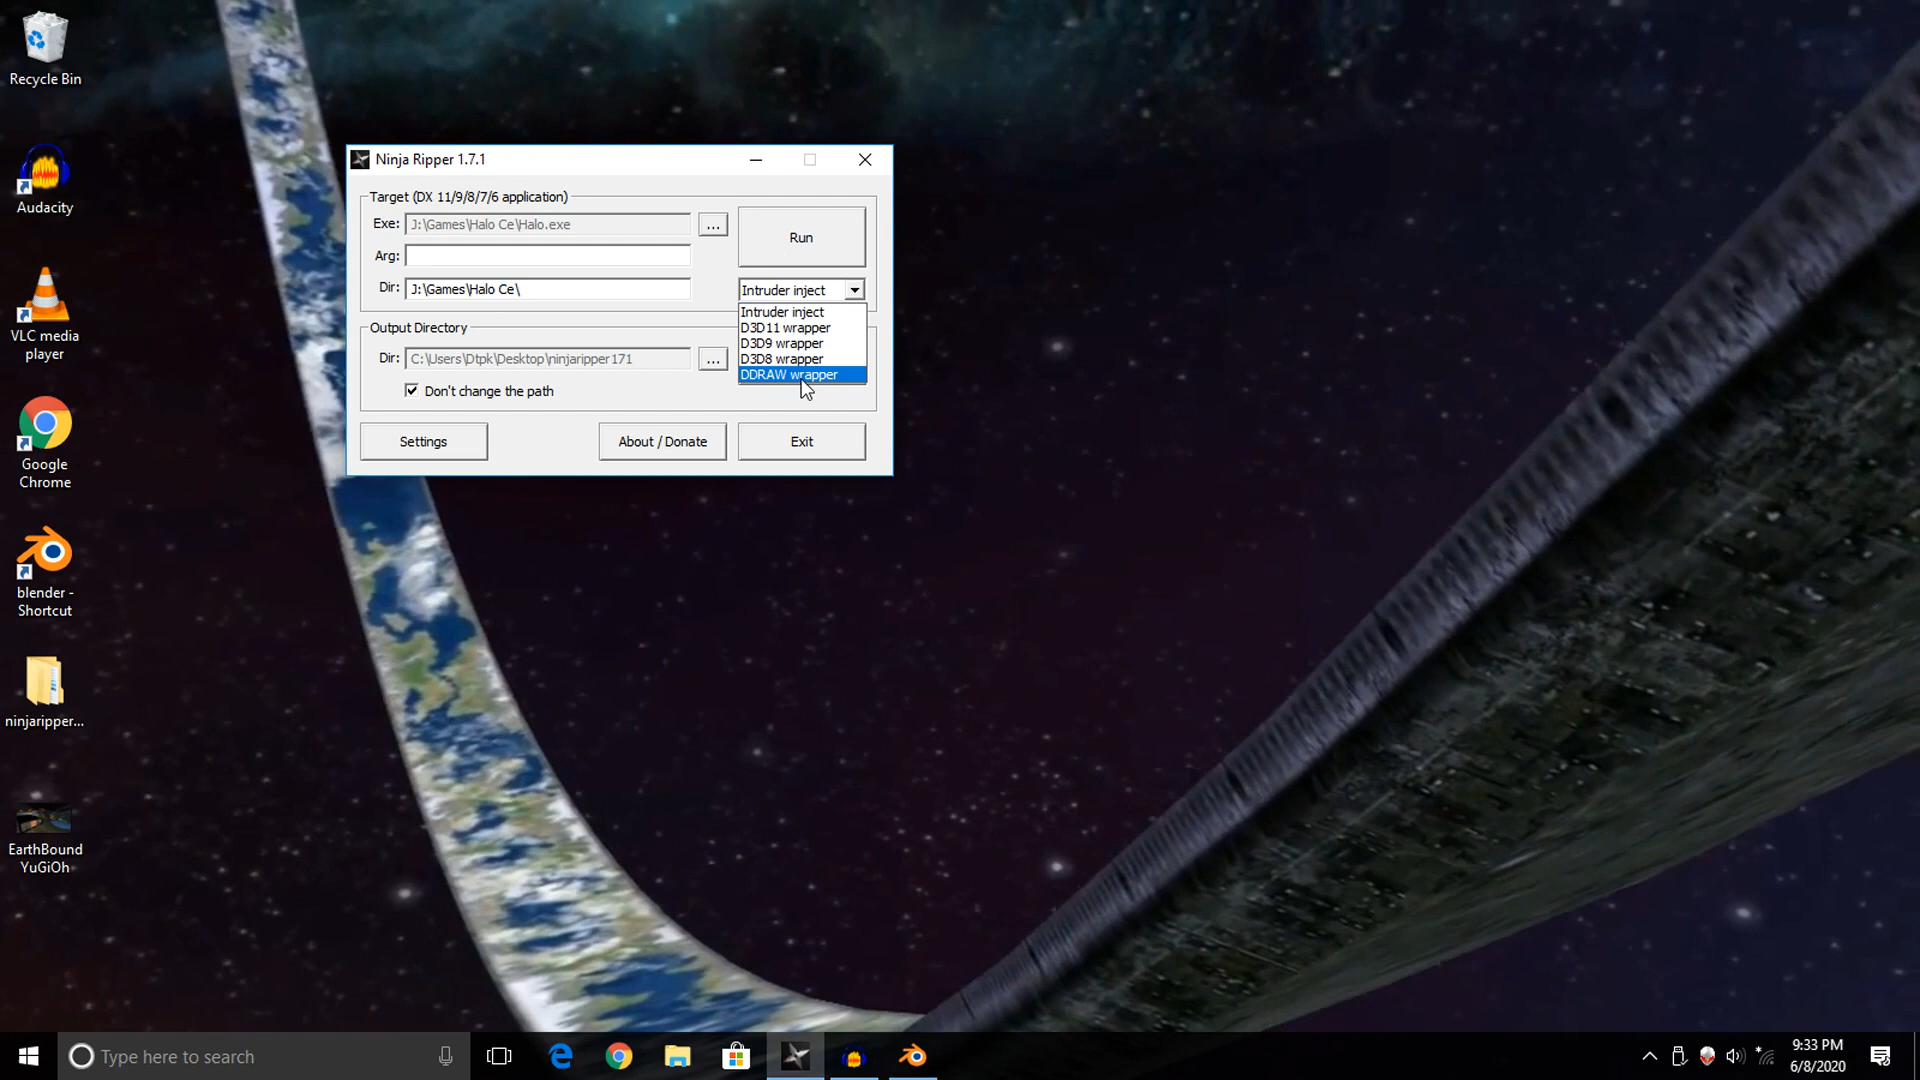 Recycle Bin
Audacity
VLC media
player
Google
Chrome
blender -
Shortcut
ninjaripper...
EarthBound
YuGiOh
Ninja Ripper 1.7.1
Target (DX 11/9/8/7/6 application)
Exe: J:\Games\Halo Ce\Halo.exe ...
Run
Arg:
Dir: J:\Games\Halo Ce\
Intruder inject
Intruder inject
D3D11 wrapper
D3D9 wrapper
D3D8 wrapper
DDRAW wrapper
Output Directory
Dir: C:\Users\Dtpk\Desktop\ninjaripper171 ...
Don't change the path
Settings
About / Donate
Exit
Type here to search
9:33 PM
6/8/2020